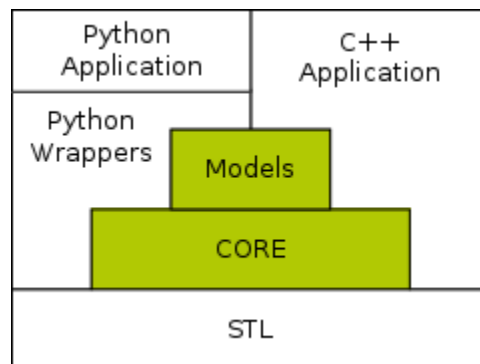 Python
Application
C++
Application
Python
Wrappers
Models
CORE
STL